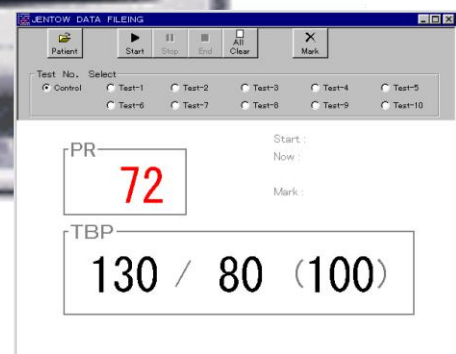 JENTOW DATA FILEING
Patient Start Stop End All Clear Mark
Test No. Select
Control Test-1 Test-2 Test-3 Test-4 Test-5
Test-6 Test-7 Test-8 Test-9 Test-10
PR
72
Start :
Now :
Mark :
TBP
130 / 80 (100)